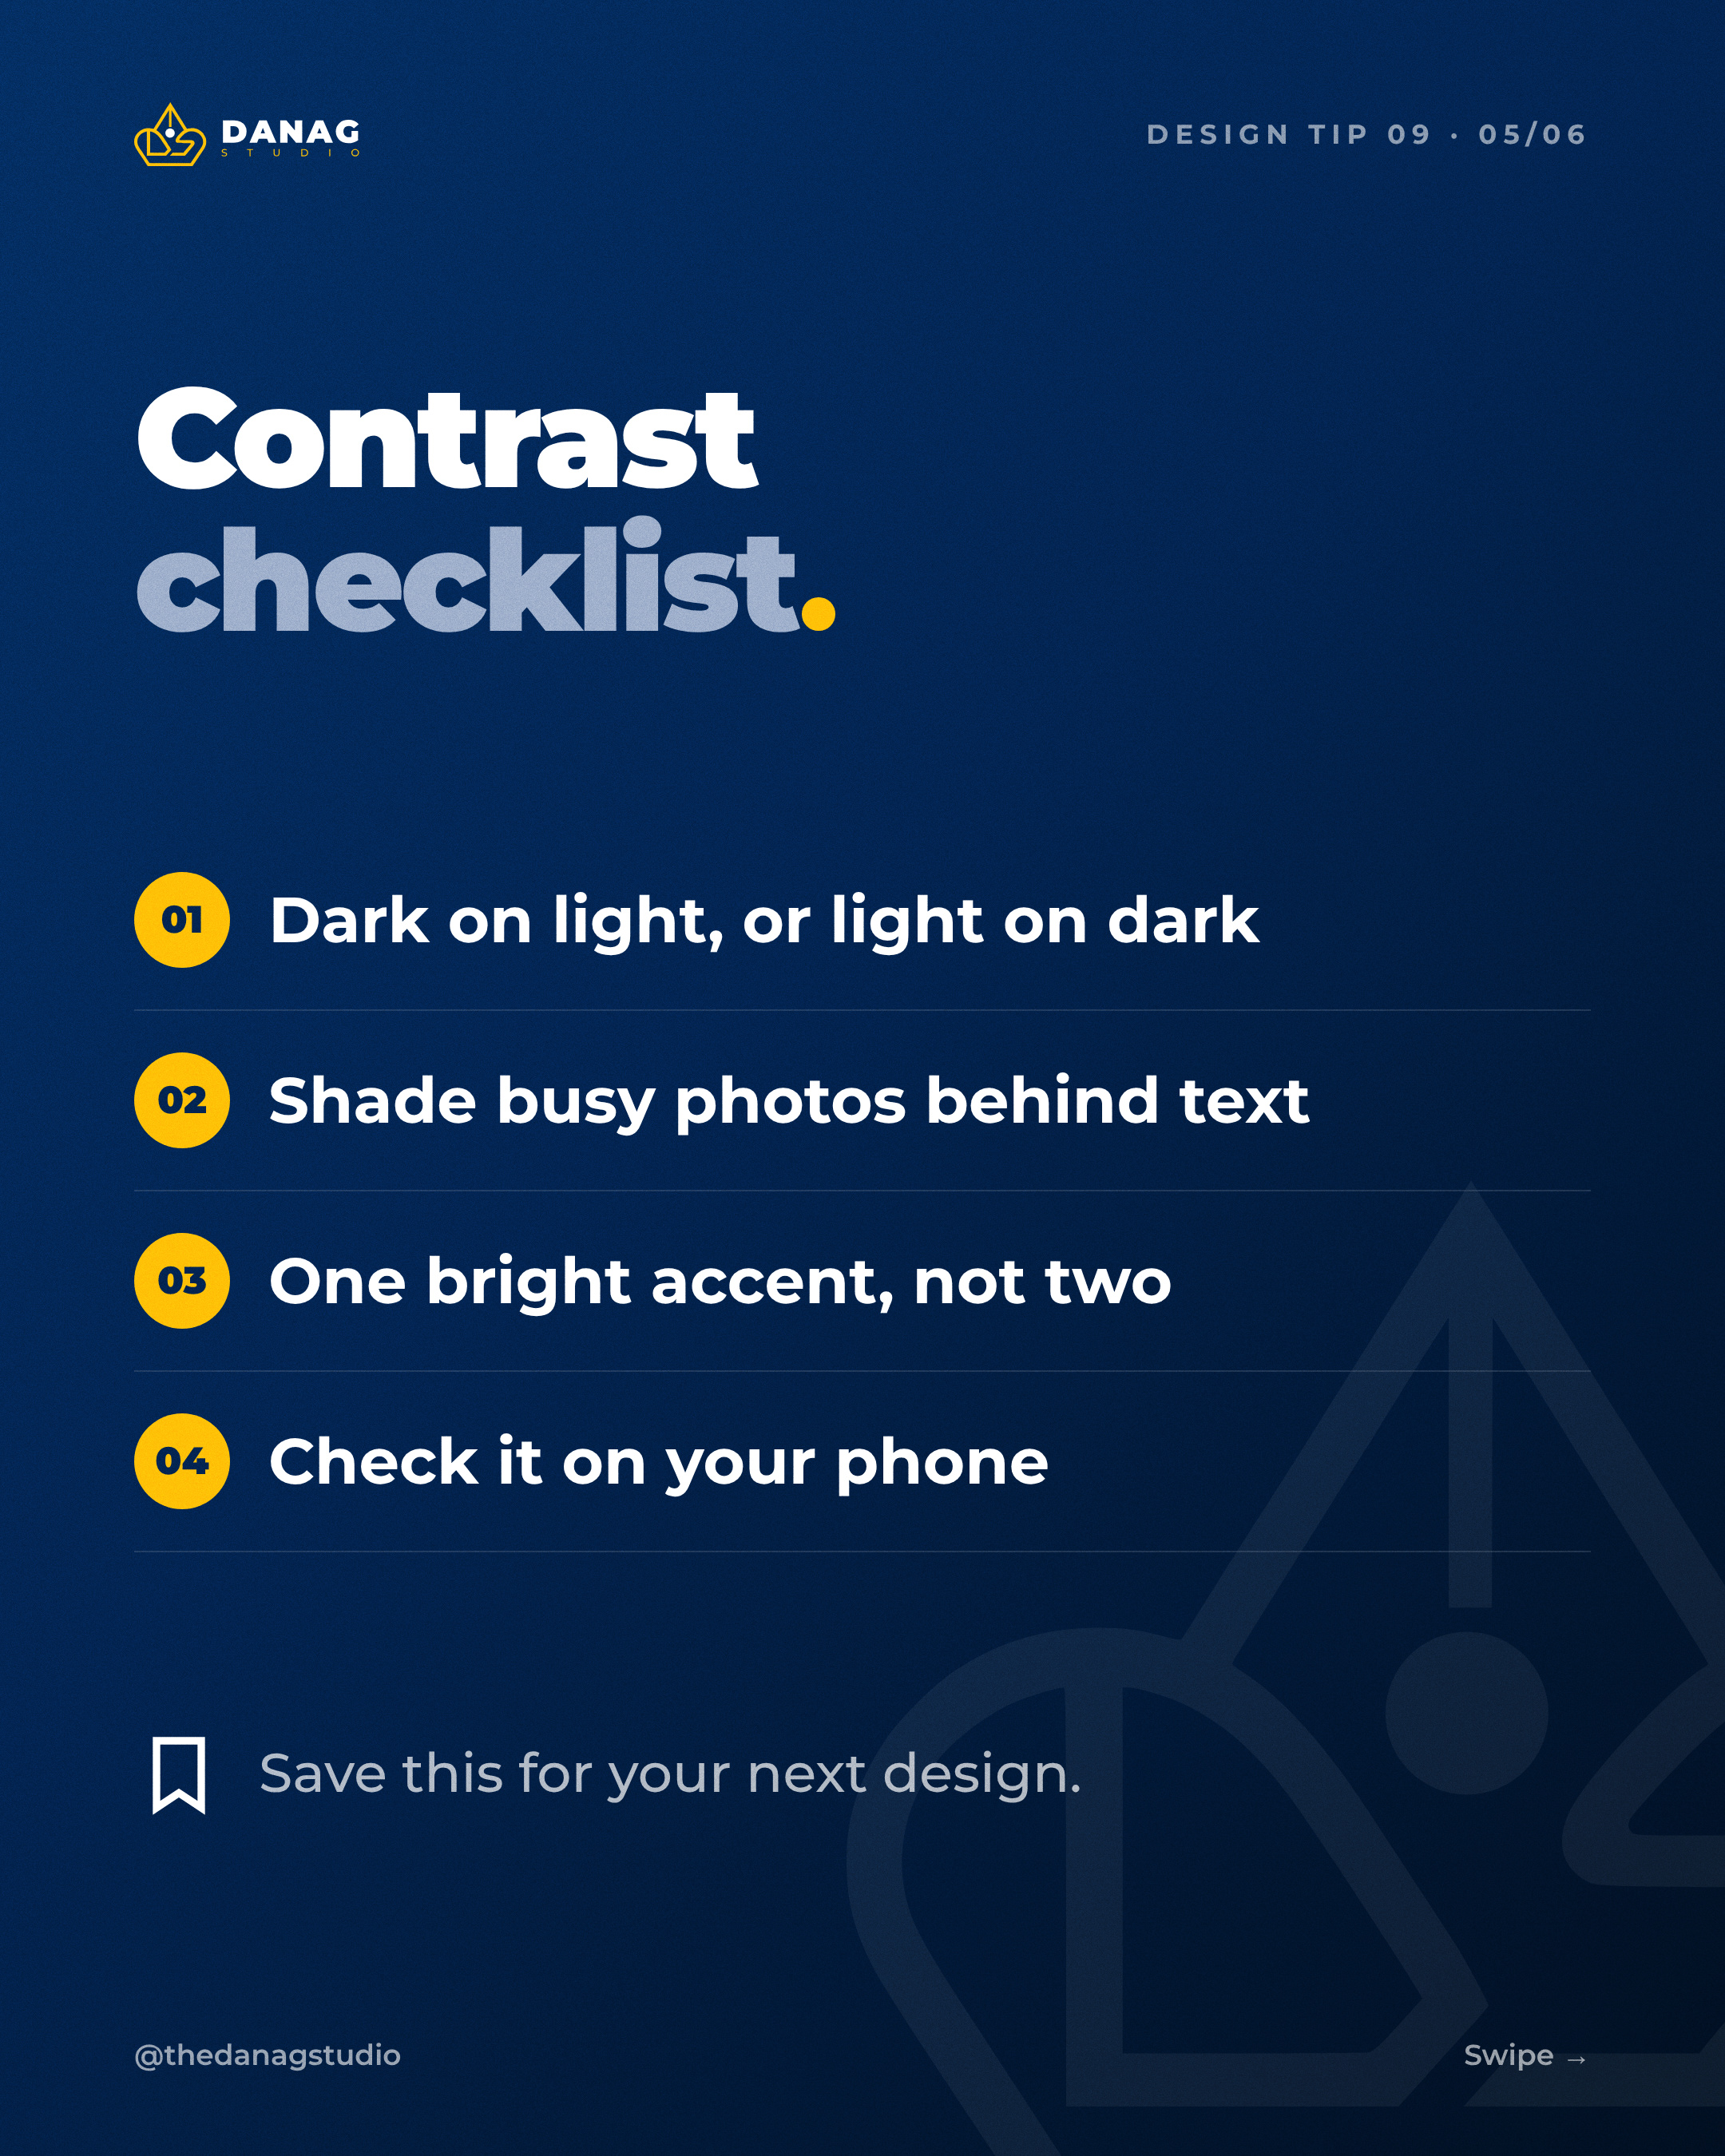 DANAG
STUDIO
DESIGN TIP 09 · 05/06
Contrast
checklist.
01 Dark on light, or light on dark
02 Shade busy photos behind text
03 One bright accent, not two
04 Check it on your phone
Save this for your next design.
@thedanagstudio
Swipe →